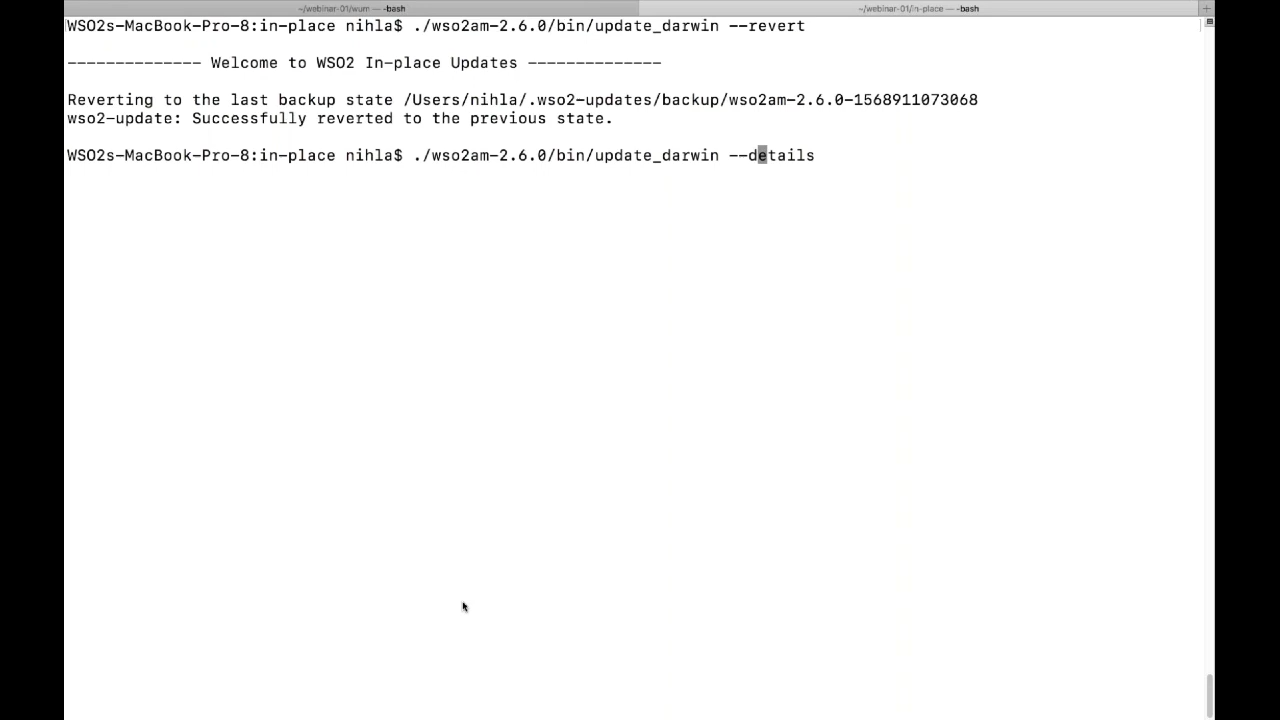 ~/webinar-01/wum — -bash
~/webinar-01/in-place — -bash
WSO2s-MacBook-Pro-8:in-place nihla$ ./wso2am-2.6.0/bin/update_darwin --revert
-------------- Welcome to WSO2 In-place Updates --------------
Reverting to the last backup state /Users/nihla/.wso2-updates/backup/wso2am-2.6.0-1568911073068
wso2-update: Successfully reverted to the previous state.
WSO2s-MacBook-Pro-8:in-place nihla$ ./wso2am-2.6.0/bin/update_darwin --details